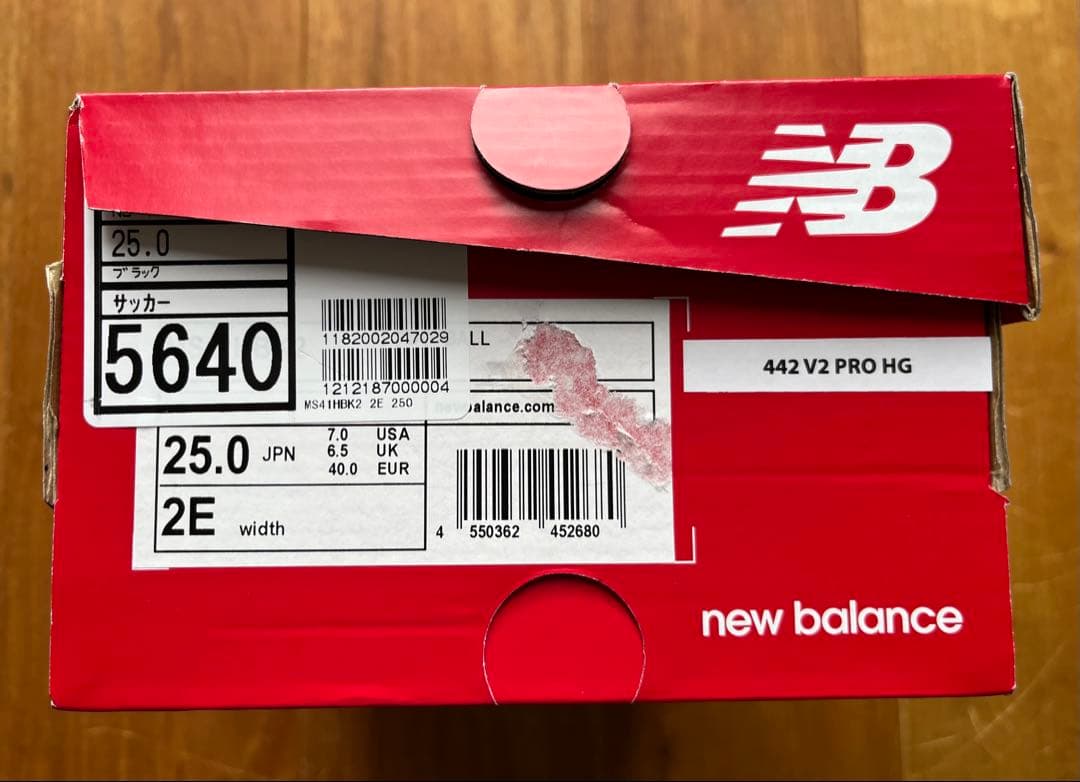 NB
25.0
ブラック
サッカー
5640
1182002047029
1212187000004
MS41HBK2 2E 250
LL
442 V2 PRO HG
newbalance.com
25.0 JPN
7.0 USA
6.5 UK
40.0 EUR
2E width
4 550362 452680
new balance